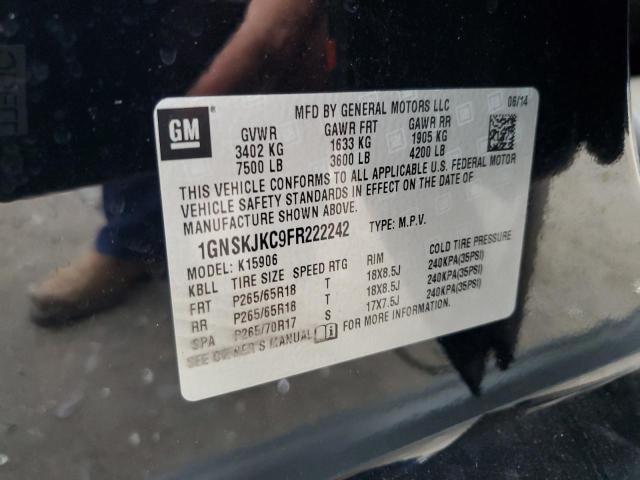 MFD BY GENERAL MOTORS LLC 06/14
GM
GVWR GAWR FRT GAWR RR
3402 KG 1633 KG 1905 KG
7500 LB 3600 LB 4200 LB
THIS VEHICLE CONFORMS TO ALL APPLICABLE U.S. FEDERAL MOTOR
VEHICLE SAFETY STANDARDS IN EFFECT ON THE DATE OF
MANUFACTURE SHOWN ABOVE.
1GNSKJKC9FR222242 TYPE: M.P.V.
MODEL: K15906
KBLL TIRE SIZE SPEED RTG RIM COLD TIRE PRESSURE
FRT P265/65R18 T 18X8.5J 240KPA(35PSI)
RR P265/65R18 T 18X8.5J 240KPA(35PSI)
SPA P265/70R17 S 17X7.5J 240KPA(35PSI)
SEE OWNER'S MANUAL FOR MORE INFORMATION.